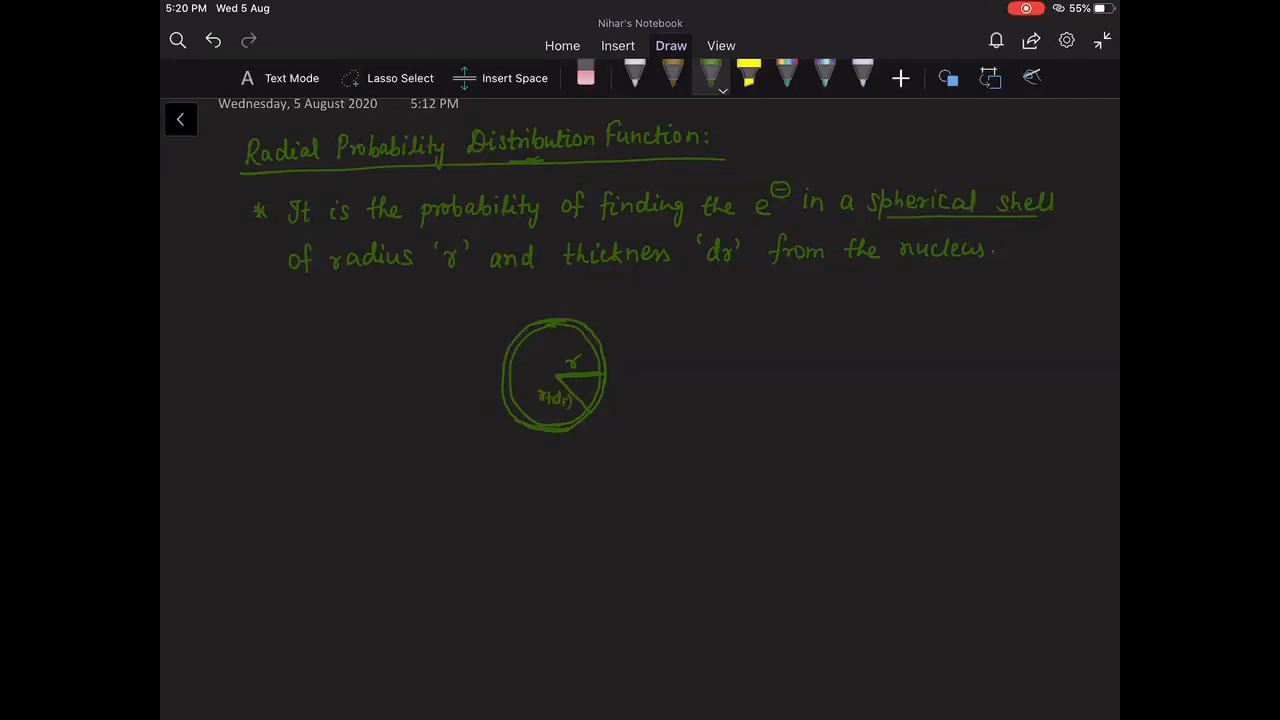 5:20 PM Wed 5 Aug
55%
Nihar's Notebook
Home Insert Draw View
Text Mode Lasso Select Insert Space
Wednesday, 5 August 2020 5:12 PM
Radial Probability Distribution Function:
* It is the probability of finding the e⊖ in a spherical shell
of radius 'r' and thickness 'dr' from the nucleus.
r
r+dr